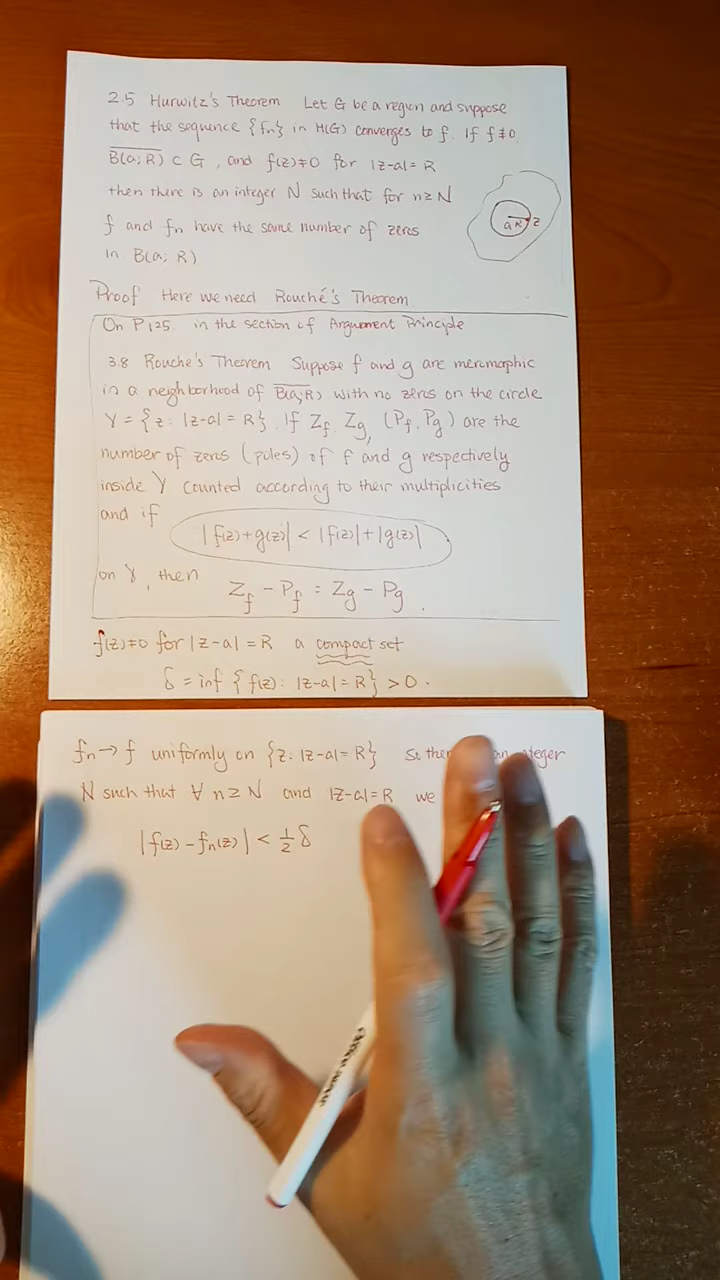 2.5 Hurwitz's Theorem Let G be a region and suppose
that the sequence {fn} in H(G) converges to f. If f ≢ 0,
B̅(̅a̅;̅ ̅R̅)̅ ⊂ G, and f(z)≠0 for |z-a|= R
then there is an integer N such that for n≥N
f and fn have the same number of zeros
in B(a; R)
a R z
Proof Here we need Rouché's Theorem
On P125. in the section of Argument Principle
3.8 Rouche's Theorem Suppose f and g are meromorphic
in a neighborhood of B̅(̅a̅;̅R̅)̅ with no zeros on the circle
γ = {z: |z-a|= R}. If Zf, Zg, (Pf, Pg) are the
number of zeros (poles) of f and g respectively
inside γ counted according to their multiplicities
and if
|f(z)+g(z)| < |f(z)|+|g(z)|
on γ, then Zf - Pf = Zg - Pg.
f(z)≠0 for |z-a|= R a compact set
δ = inf {f(z): |z-a|= R} >0.
fn→f uniformly on {z: |z-a|= R} integer
N such that ∀ n≥N and |z-a|=R we
|f(z)-fn(z)| < ½ δ